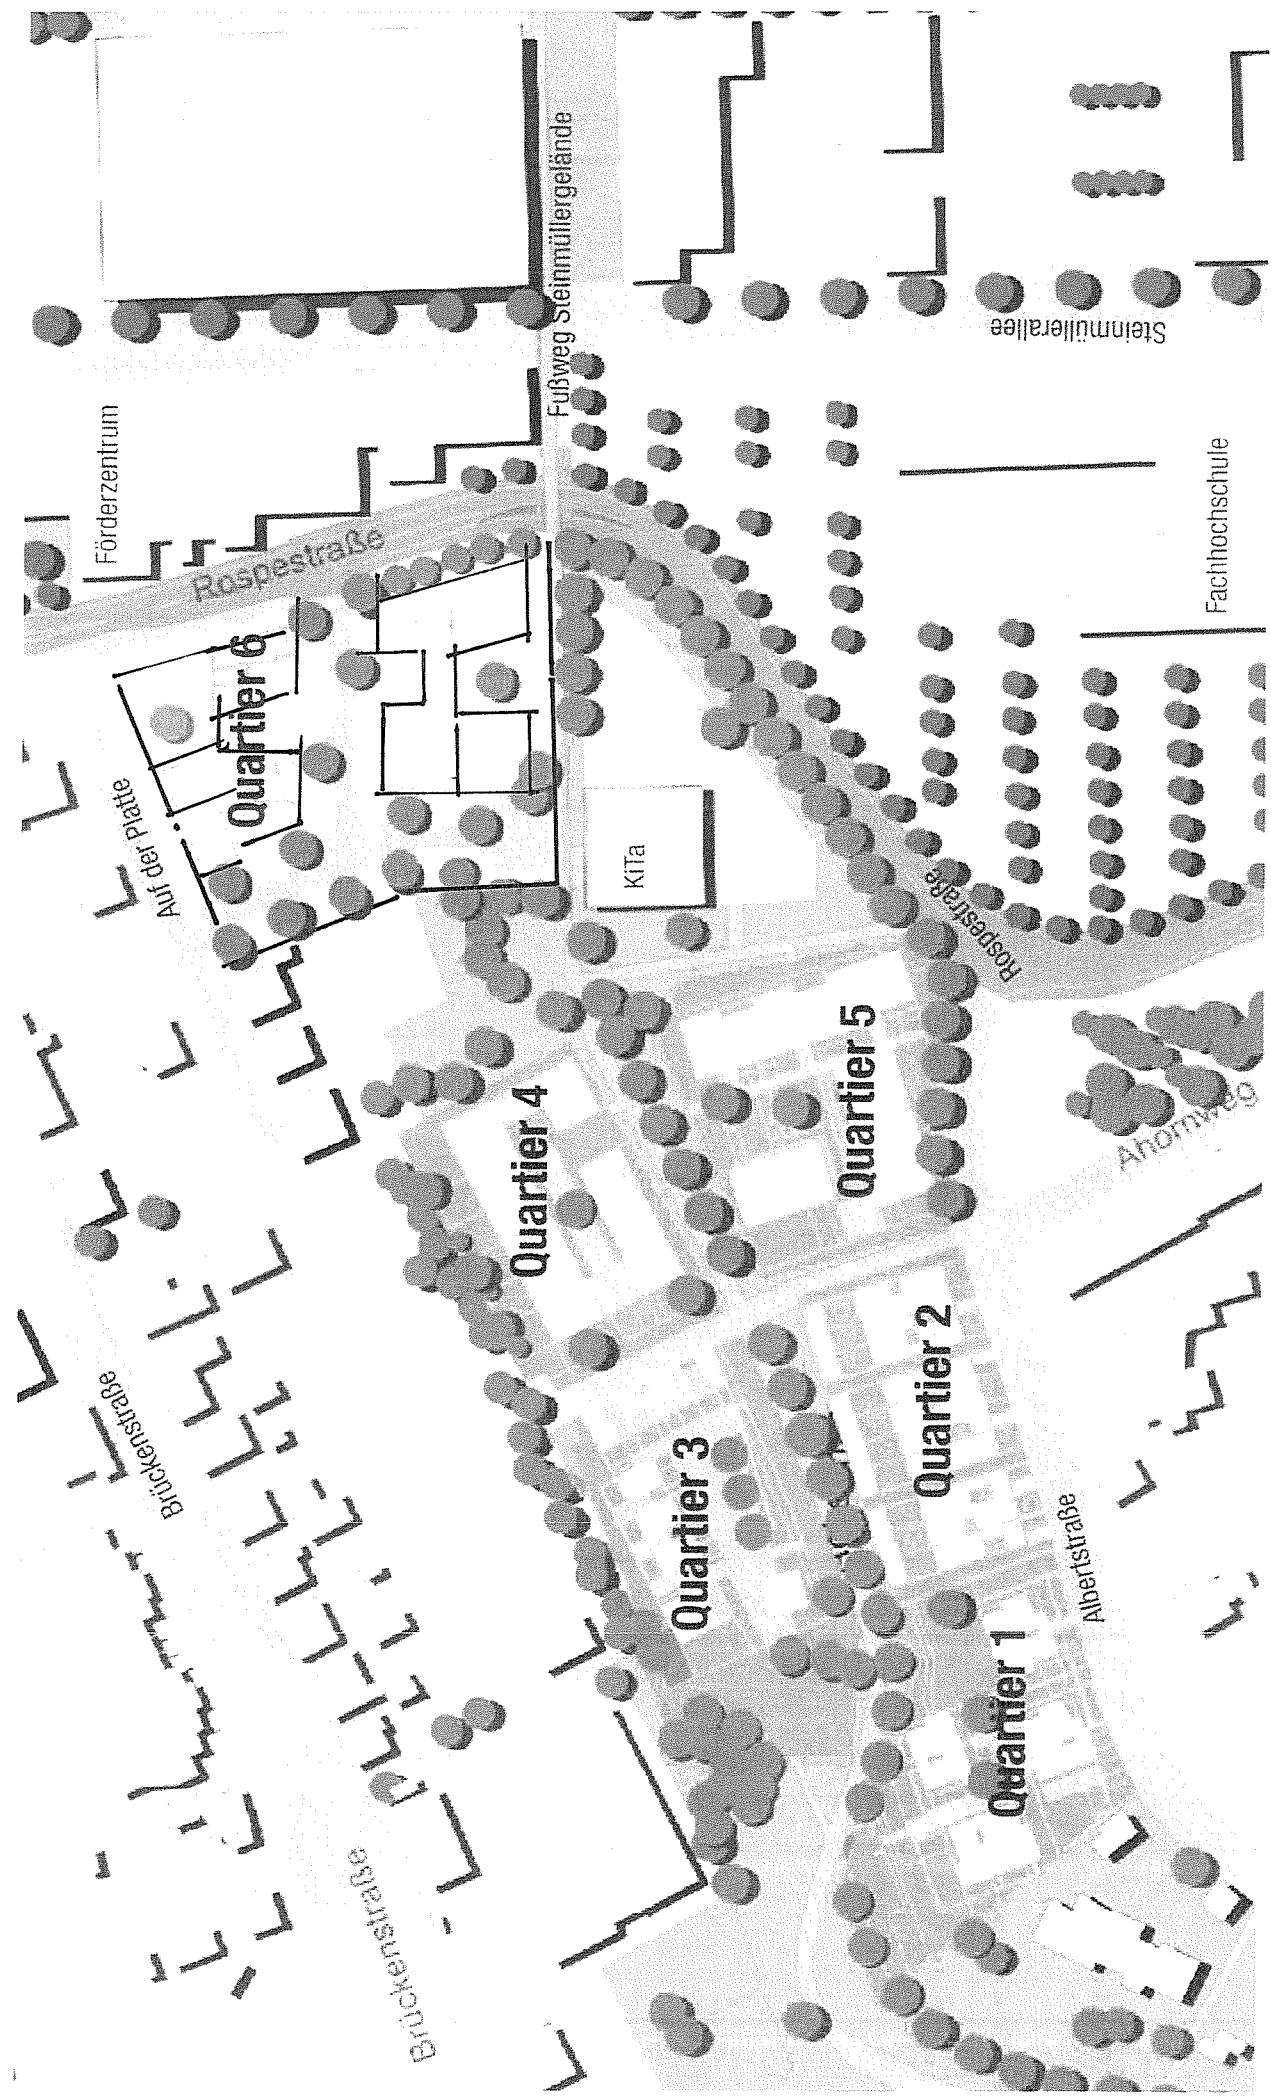 Fußweg Steinmüllergelände
Steinmüllerallee
Förderzentrum
Fachhochschule
Rospestraße
Quartier 6
Auf der Platte
KiTa
Rospestraße
Quartier 5
Quartier 4
Ahornweg
Brückenstraße
Quartier 3
Quartier 2
Albertstraße
Quartier 1
Brückenstraße